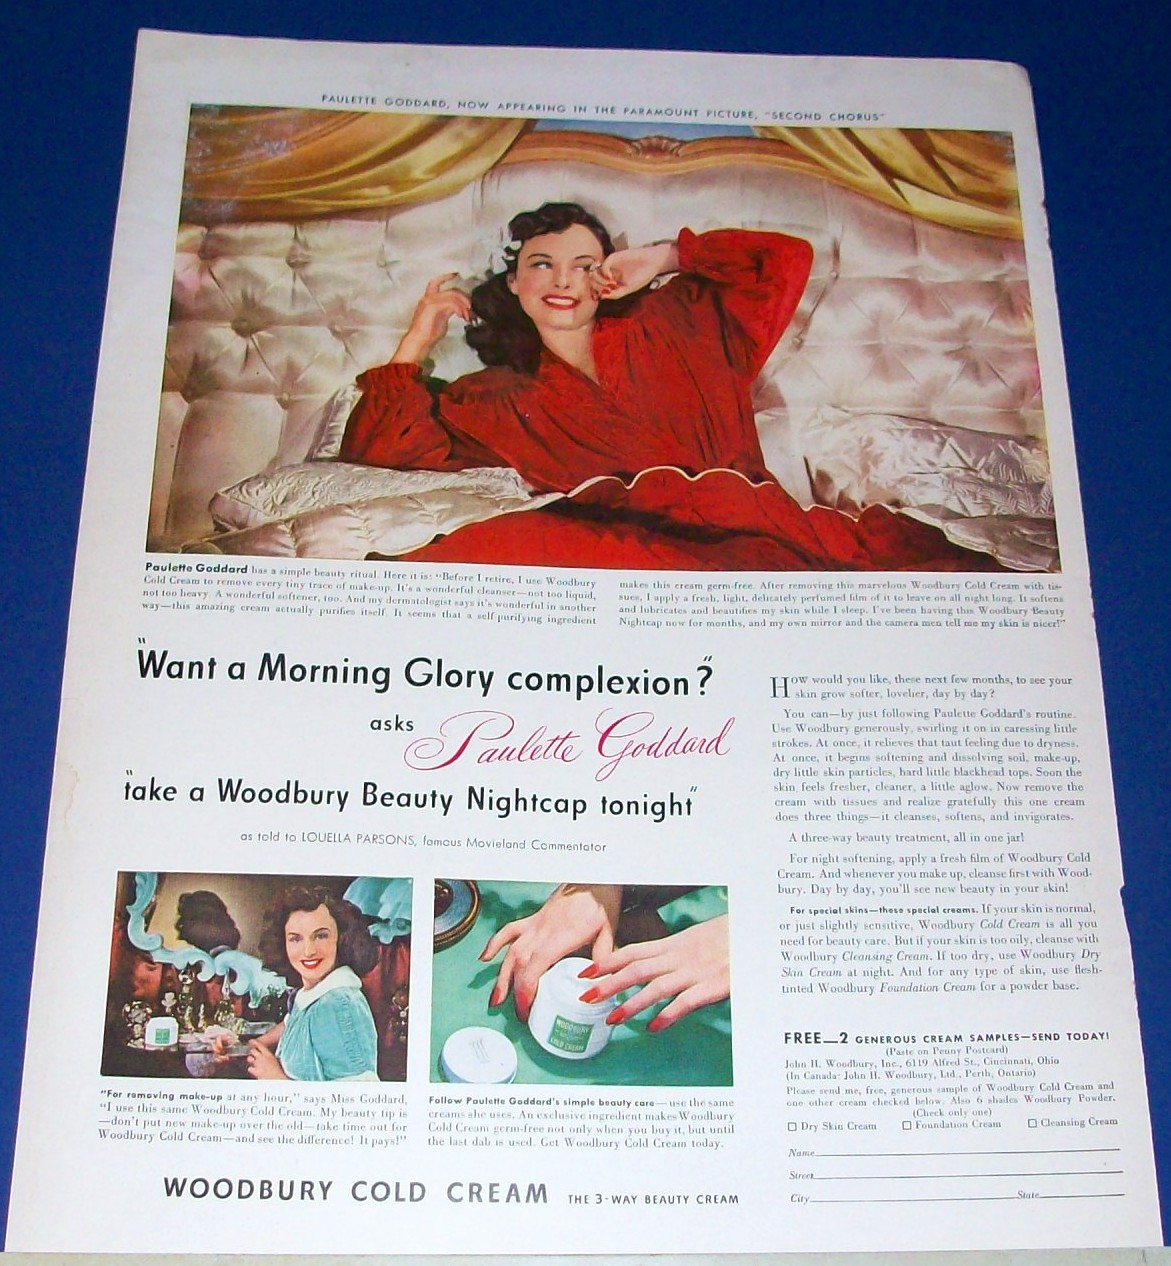 PAULETTE GODDARD, NOW APPEARING IN THE PARAMOUNT PICTURE, "SECOND CHORUS"
Paulette Goddard has a simple beauty ritual. Here it is: "Before I retire, I use Woodbury
Cold Cream to remove every tiny trace of make-up. It's a wonderful cleanser—not too liquid,
not too heavy. A wonderful softener, too. And my dermatologist says it's wonderful in another
way—this amazing cream actually purifies itself. It seems that a self-purifying ingredient
makes this cream germ-free. After removing this marvelous Woodbury Cold Cream with tis-
sues, I apply a fresh, light, delicately perfumed film of it to leave on all night long. It softens
and lubricates and beautifies my skin while I sleep. I've been having this Woodbury Beauty
Nightcap now for months, and my own mirror and the camera men tell me my skin is nicer!"
"Want a Morning Glory complexion?"
asks Paulette Goddard
"take a Woodbury Beauty Nightcap tonight"
as told to LOUELLA PARSONS, famous Movieland Commentator
WOODBURY
COLD CREAM
"For removing make-up at any hour," says Miss Goddard,
"I use this same Woodbury Cold Cream. My beauty tip is
—don't put new make-up over the old—take time out for
Woodbury Cold Cream—and see the difference! It pays!"
Follow Paulette Goddard's simple beauty care—use the same
creams she uses. An exclusive ingredient makes Woodbury
Cold Cream germ-free not only when you buy it, but until
the last dab is used. Get Woodbury Cold Cream today.
WOODBURY COLD CREAM THE 3-WAY BEAUTY CREAM
How would you like, these next few months, to see your
skin grow softer, lovelier, day by day?
You can—by just following Paulette Goddard's routine.
Use Woodbury generously, swirling it on in caressing little
strokes. At once, it relieves that taut feeling due to dryness.
At once, it begins softening and dissolving soil, make-up,
dry little skin particles, hard little blackhead tops. Soon the
skin feels fresher, cleaner, a little aglow. Now remove the
cream with tissues and realize gratefully this one cream
does three things—it cleanses, softens, and invigorates.
A three-way beauty treatment, all in one jar!
For night softening, apply a fresh film of Woodbury Cold
Cream. And whenever you make up, cleanse first with Wood-
bury. Day by day, you'll see new beauty in your skin!
For special skins—these special creams. If your skin is normal,
or just slightly sensitive, Woodbury Cold Cream is all you
need for beauty care. But if your skin is too oily, cleanse with
Woodbury Cleansing Cream. If too dry, use Woodbury Dry
Skin Cream at night. And for any type of skin, use flesh-
tinted Woodbury Foundation Cream for a powder base.
FREE—2 GENEROUS CREAM SAMPLES—SEND TODAY!
(Paste on Penny Postcard)
John H. Woodbury, Inc., 6119 Alfred St., Cincinnati, Ohio
(In Canada: John H. Woodbury, Ltd., Perth, Ontario)
Please send me, free, generous sample of Woodbury Cold Cream and
one other cream checked below. Also 6 shades Woodbury Powder.
(Check only one)
Dry Skin Cream Foundation Cream Cleansing Cream
Name
Street
City State